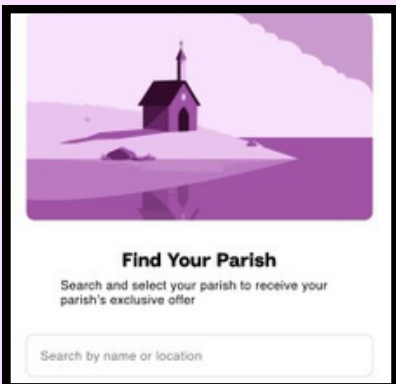 Find Your Parish
Search and select your parish to receive your
parish's exclusive offer
Search by name or location